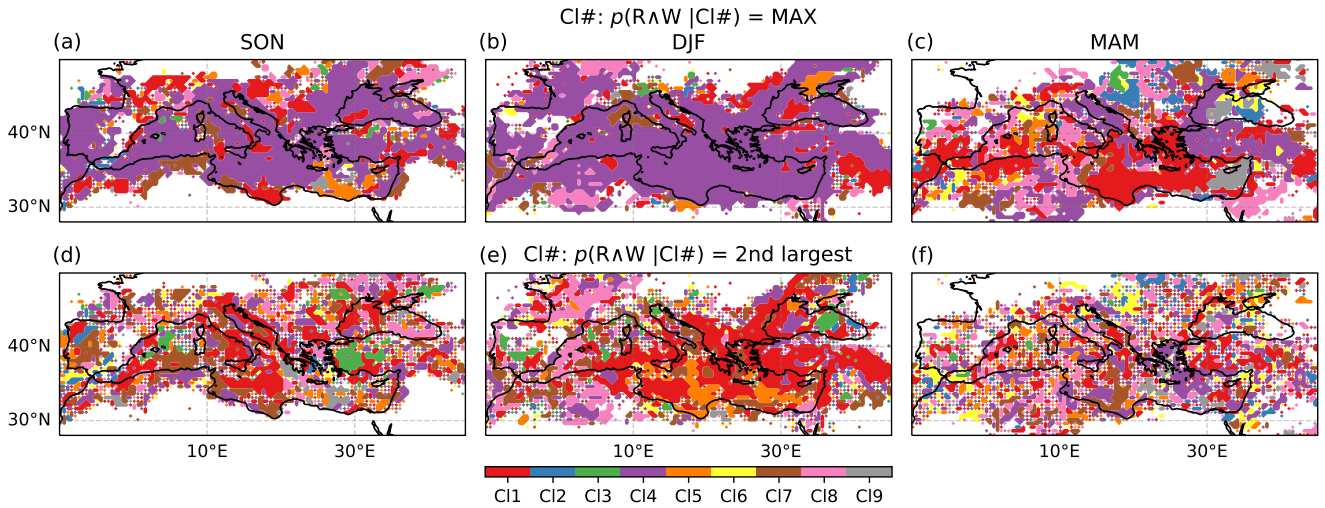 Cl#: p(R∧W |Cl#) = MAX
(a) SON (b) DJF (c) MAM
40°N
30°N
(d) (e) Cl#: p(R∧W |Cl#) = 2nd largest (f)
40°N
30°N
10°E 30°E 10°E 30°E 10°E 30°E
Cl1 Cl2 Cl3 Cl4 Cl5 Cl6 Cl7 Cl8 Cl9